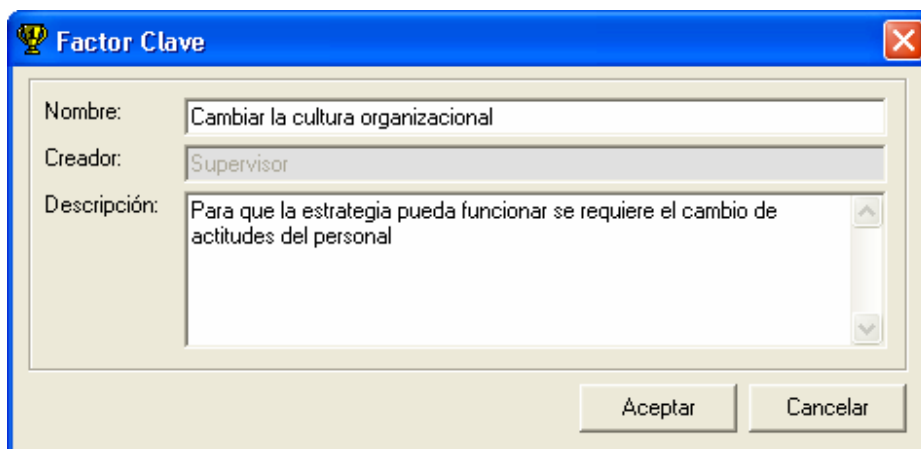 Factor Clave
Nombre:
Cambiar la cultura organizacional
Creador:
Supervisor
Descripción:
Para que la estrategia pueda funcionar se requiere el cambio de
actitudes del personal
Aceptar
Cancelar